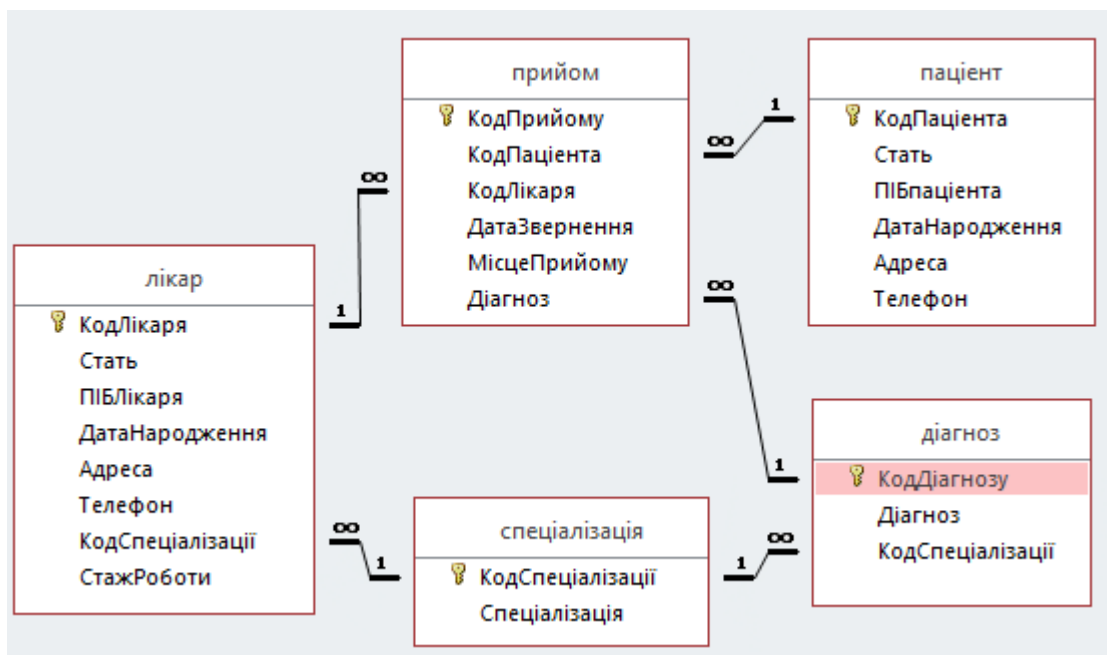 прийом
КодПрийому
КодПацієнта
КодЛікаря
ДатаЗвернення
МісцеПрийому
Діагноз
пацієнт
КодПацієнта
Стать
ПІБпацієнта
ДатаНародження
Адреса
Телефон
лікар
КодЛікаря
Стать
ПІБЛікаря
ДатаНародження
Адреса
Телефон
КодСпеціалізації
СтажРоботи
спеціалізація
КодСпеціалізації
Спеціалізація
діагноз
КодДіагнозу
Діагноз
КодСпеціалізації
∞
1
∞
1
∞
1
∞
1
1
∞